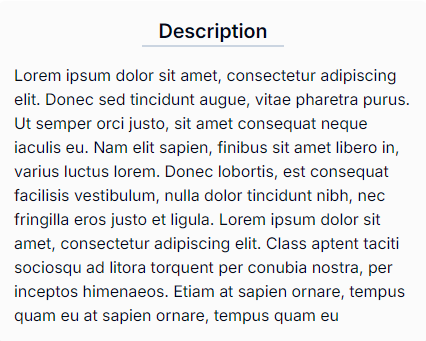 Description
Lorem ipsum dolor sit amet, consectetur adipiscing
elit. Donec sed tincidunt augue, vitae pharetra purus.
Ut semper orci justo, sit amet consequat neque
iaculis eu. Nam elit sapien, finibus sit amet libero in,
varius luctus lorem. Donec lobortis, est consequat
facilisis vestibulum, nulla dolor tincidunt nibh, nec
fringilla eros justo et ligula. Lorem ipsum dolor sit
amet, consectetur adipiscing elit. Class aptent taciti
sociosqu ad litora torquent per conubia nostra, per
inceptos himenaeos. Etiam at sapien ornare, tempus
quam eu at sapien ornare, tempus quam eu